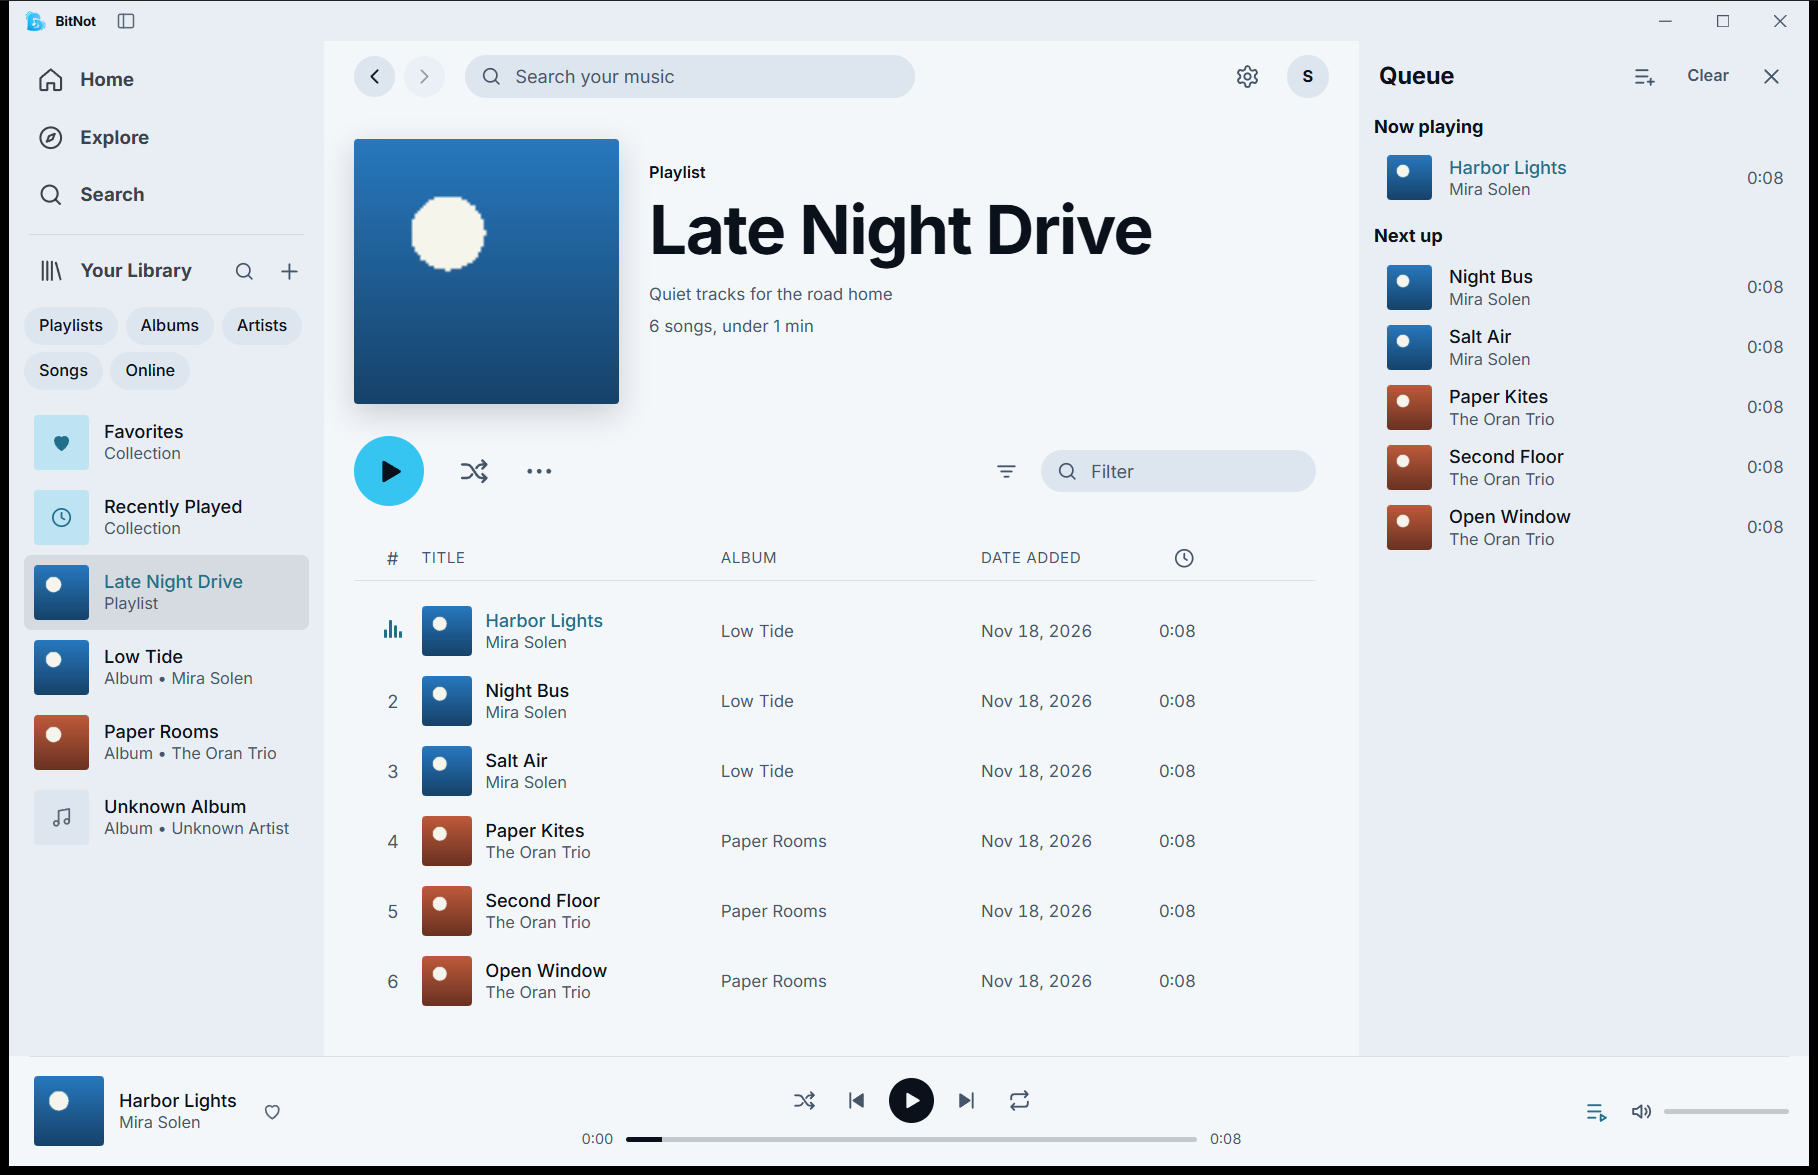 BitNot
Home
Explore
Search
Your Library
Playlists
Albums
Artists
Songs
Online
Favorites
Collection
Recently Played
Collection
Late Night Drive
Playlist
Low Tide
Album • Mira Solen
Paper Rooms
Album • The Oran Trio
Unknown Album
Album • Unknown Artist
Search your music
S
Playlist
Late Night Drive
Quiet tracks for the road home
6 songs, under 1 min
Filter
# TITLE ALBUM DATE ADDED
Harbor Lights
Mira Solen
Low Tide
Nov 18, 2026
0:08
2
Night Bus
Mira Solen
Low Tide
Nov 18, 2026
0:08
3
Salt Air
Mira Solen
Low Tide
Nov 18, 2026
0:08
4
Paper Kites
The Oran Trio
Paper Rooms
Nov 18, 2026
0:08
5
Second Floor
The Oran Trio
Paper Rooms
Nov 18, 2026
0:08
6
Open Window
The Oran Trio
Paper Rooms
Nov 18, 2026
0:08
Queue
Clear
Now playing
Harbor Lights
Mira Solen
0:08
Next up
Night Bus
Mira Solen
0:08
Salt Air
Mira Solen
0:08
Paper Kites
The Oran Trio
0:08
Second Floor
The Oran Trio
0:08
Open Window
The Oran Trio
0:08
Harbor Lights
Mira Solen
0:00
0:08